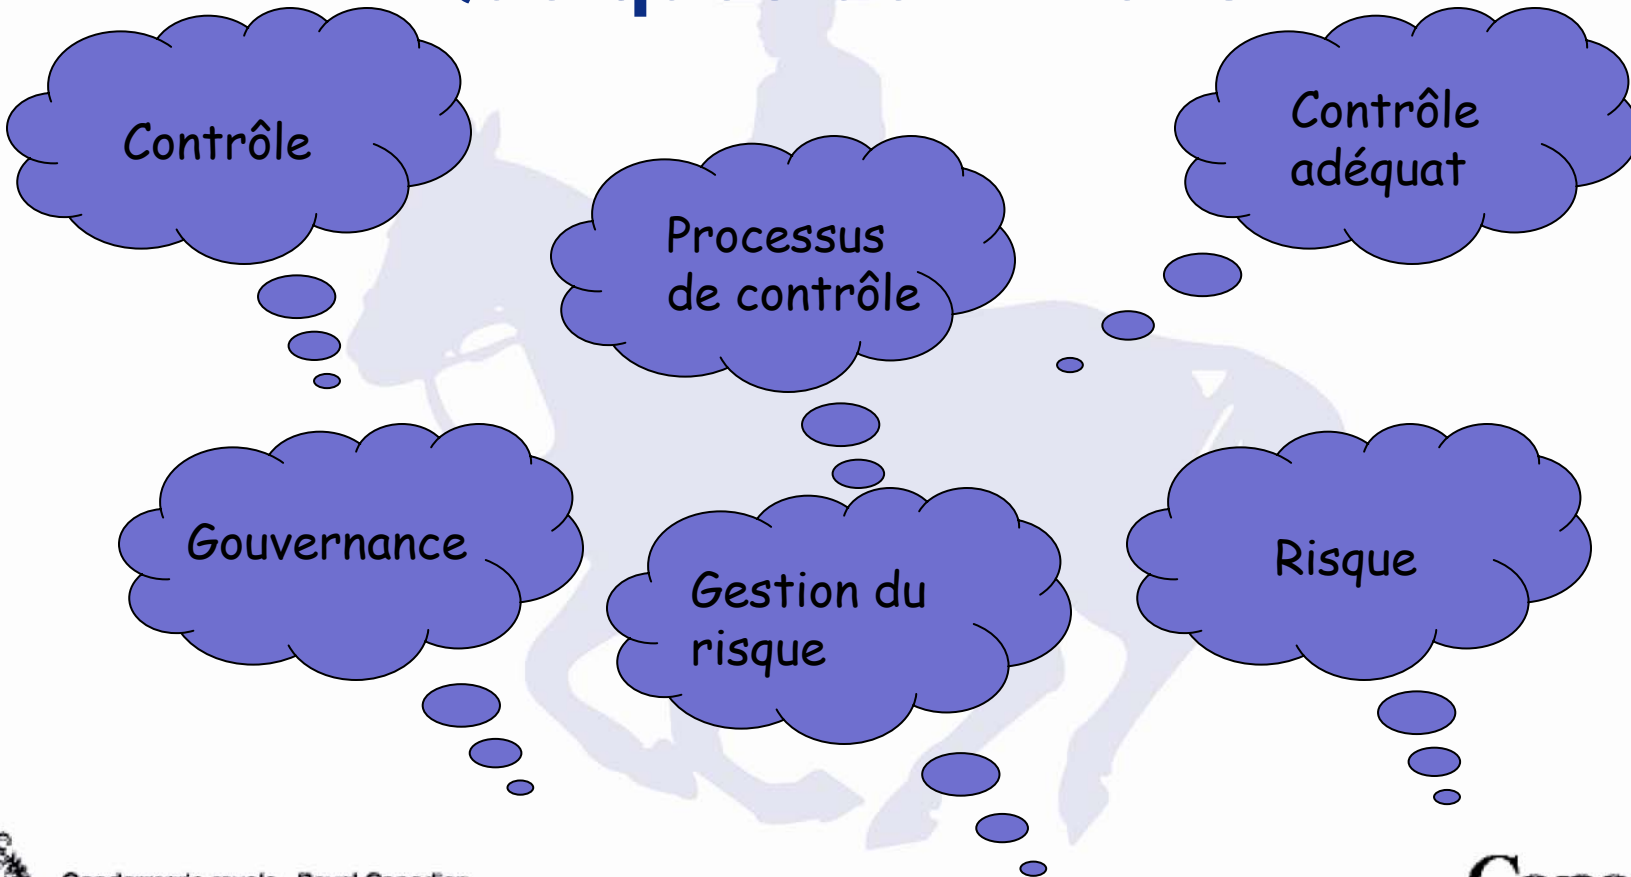 Contrôle
Contrôle
adéquat
Processus
de contrôle
Gouvernance
Gestion du
risque
Risque